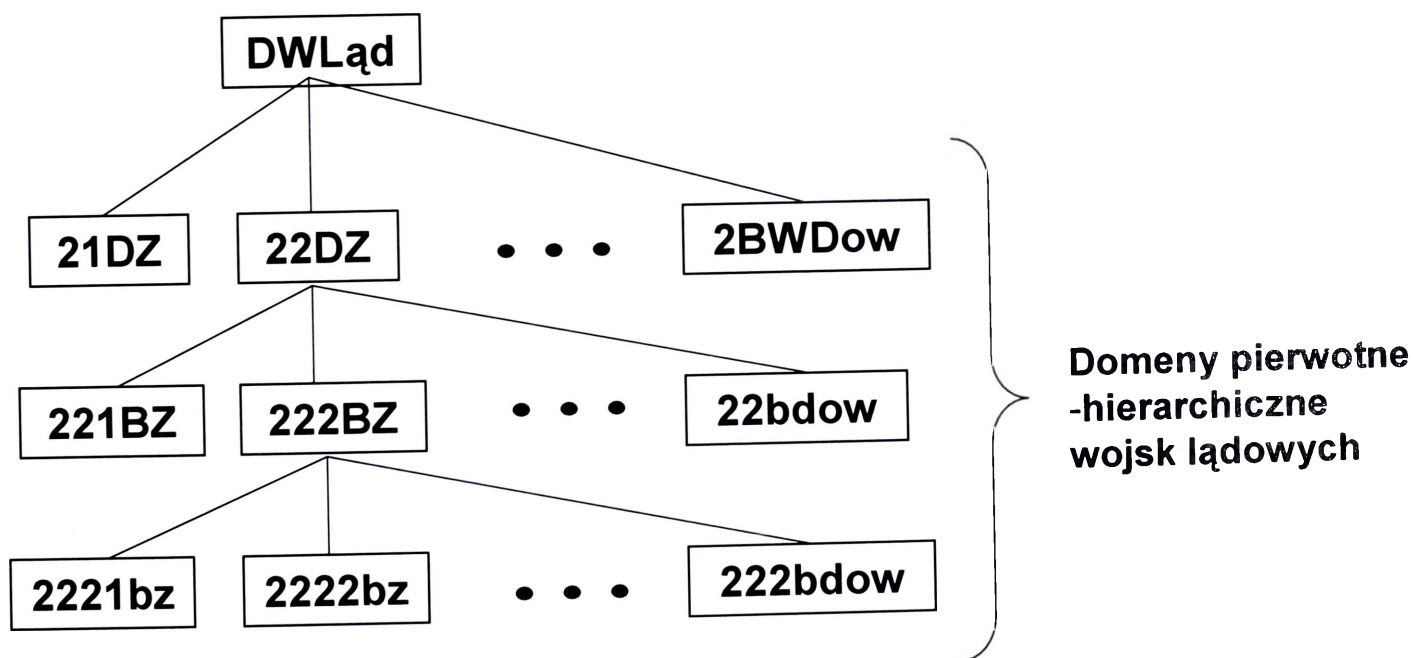 DWLąd
21DZ 22DZ • • • 2BWDow
221BZ 222BZ • • • 22bdow
Domeny pierwotne
-hierarchiczne
wojsk lądowych
2221bz 2222bz • • • 222bdow